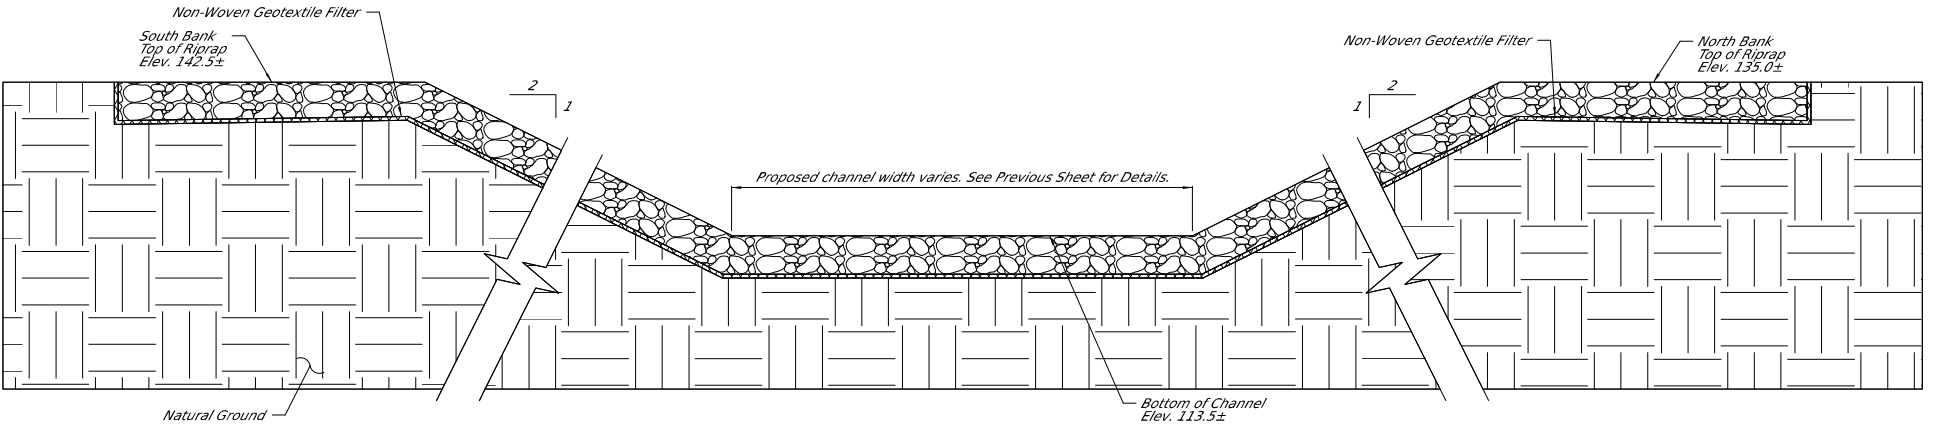 Non-Woven Geotextile Filter
South Bank
Top of Riprap
Elev. 142.5±
2
1
Proposed channel width varies. See Previous Sheet for Details.
2
1
Non-Woven Geotextile Filter
North Bank
Top of Riprap
Elev. 135.0±
Natural Ground
Bottom of Channel
Elev. 113.5±